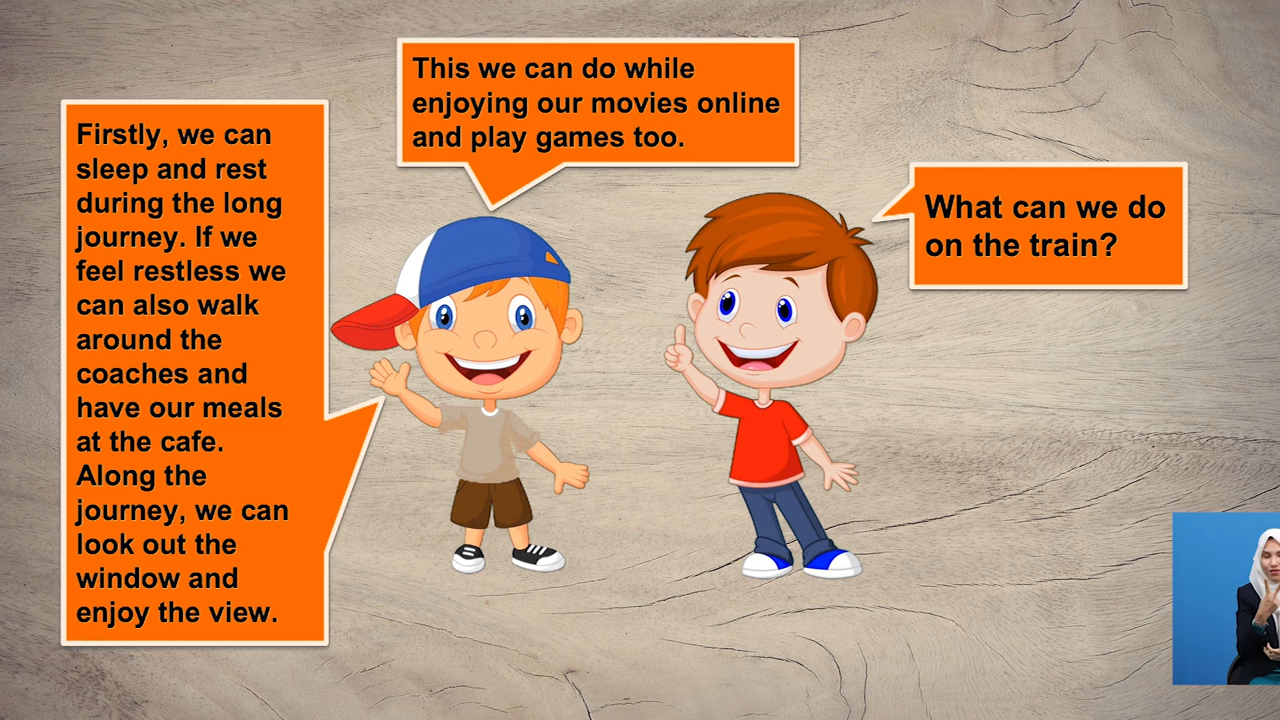 This we can do while
enjoying our movies online
and play games too.
Firstly, we can
sleep and rest
during the long
journey. If we
feel restless we
can also walk
around the
coaches and
have our meals
at the cafe.
Along the
journey, we can
look out the
window and
enjoy the view.
What can we do
on the train?